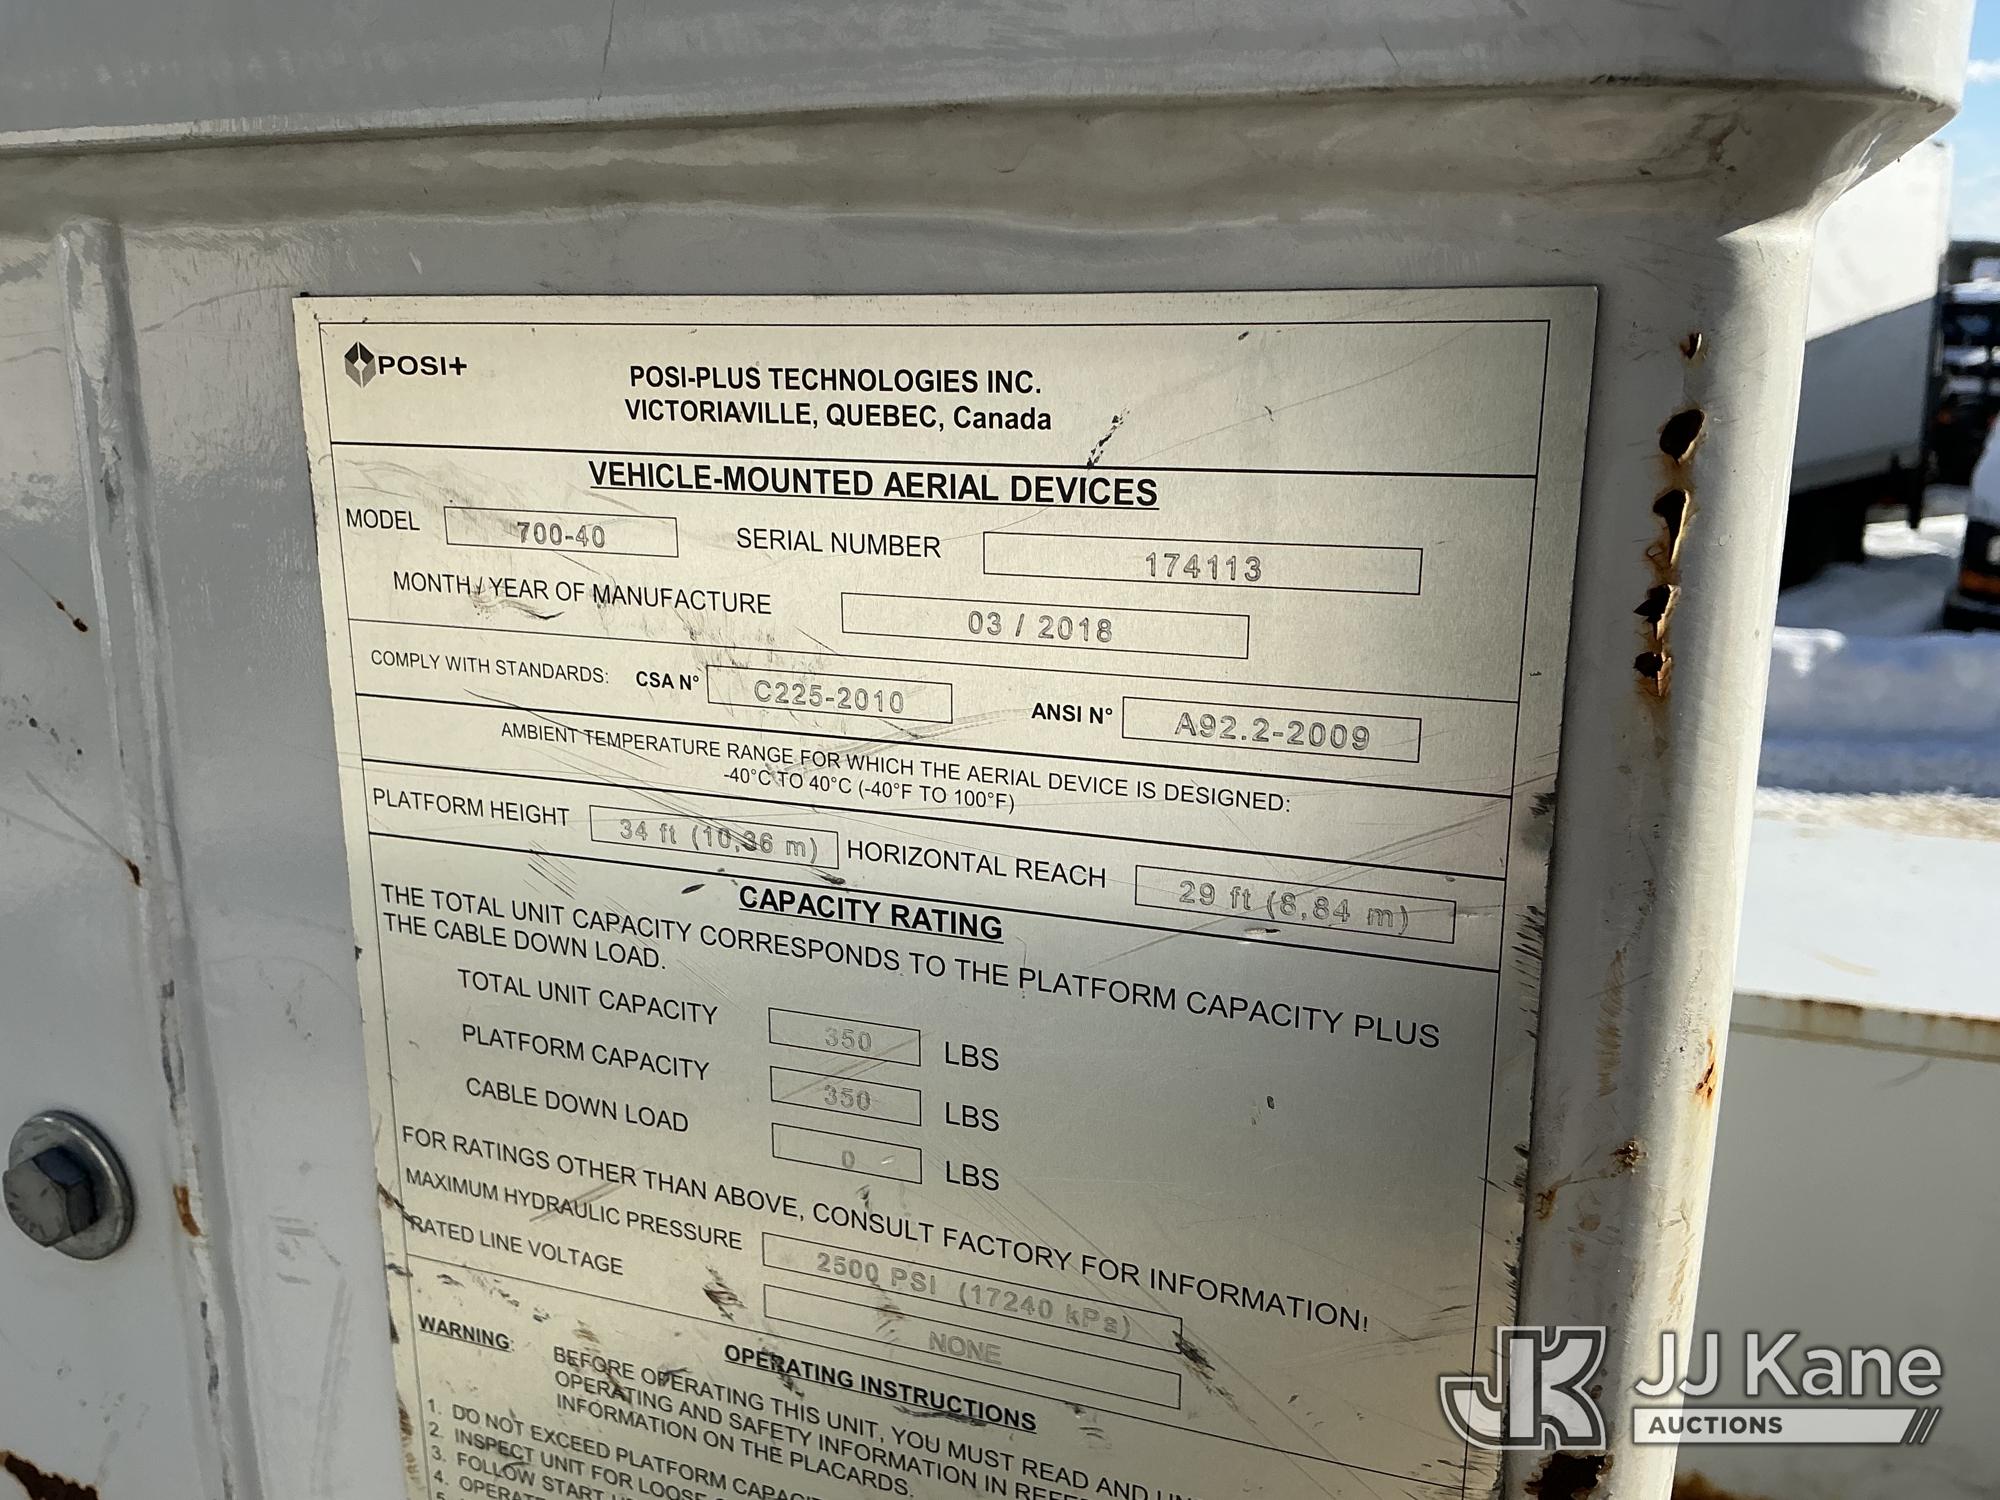 POSI+
POSI-PLUS TECHNOLOGIES INC.
VICTORIAVILLE, QUEBEC, Canada
VEHICLE-MOUNTED AERIAL DEVICES
MODEL 700-40 SERIAL NUMBER 174113
MONTH / YEAR OF MANUFACTURE 03 / 2018
COMPLY WITH STANDARDS: CSA N° C225-2010 ANSI N° A92.2-2009
AMBIENT TEMPERATURE RANGE FOR WHICH THE AERIAL DEVICE IS DESIGNED:
-40°C TO 40°C (-40°F TO 100°F)
PLATFORM HEIGHT 34 ft (10,36 m) HORIZONTAL REACH 29 ft (8,84 m)
CAPACITY RATING
THE TOTAL UNIT CAPACITY CORRESPONDS TO THE PLATFORM CAPACITY PLUS
THE CABLE DOWN LOAD.
TOTAL UNIT CAPACITY 350 LBS
PLATFORM CAPACITY 350 LBS
CABLE DOWN LOAD 0 LBS
FOR RATINGS OTHER THAN ABOVE, CONSULT FACTORY FOR INFORMATION!
MAXIMUM HYDRAULIC PRESSURE 2500 PSI (17240 kPa)
RATED LINE VOLTAGE NONE
OPERATING INSTRUCTIONS
WARNING: BEFORE OPERATING THIS UNIT, YOU MUST READ AND
OPERATING AND SAFETY INFORMATION IN
INFORMATION ON THE PLACARDS.
1. DO NOT EXCEED PLATFORM
2. INSPECT UNIT FOR LOOSE
3. FOLLOW START
4.
JK JJ Kane
AUCTIONS